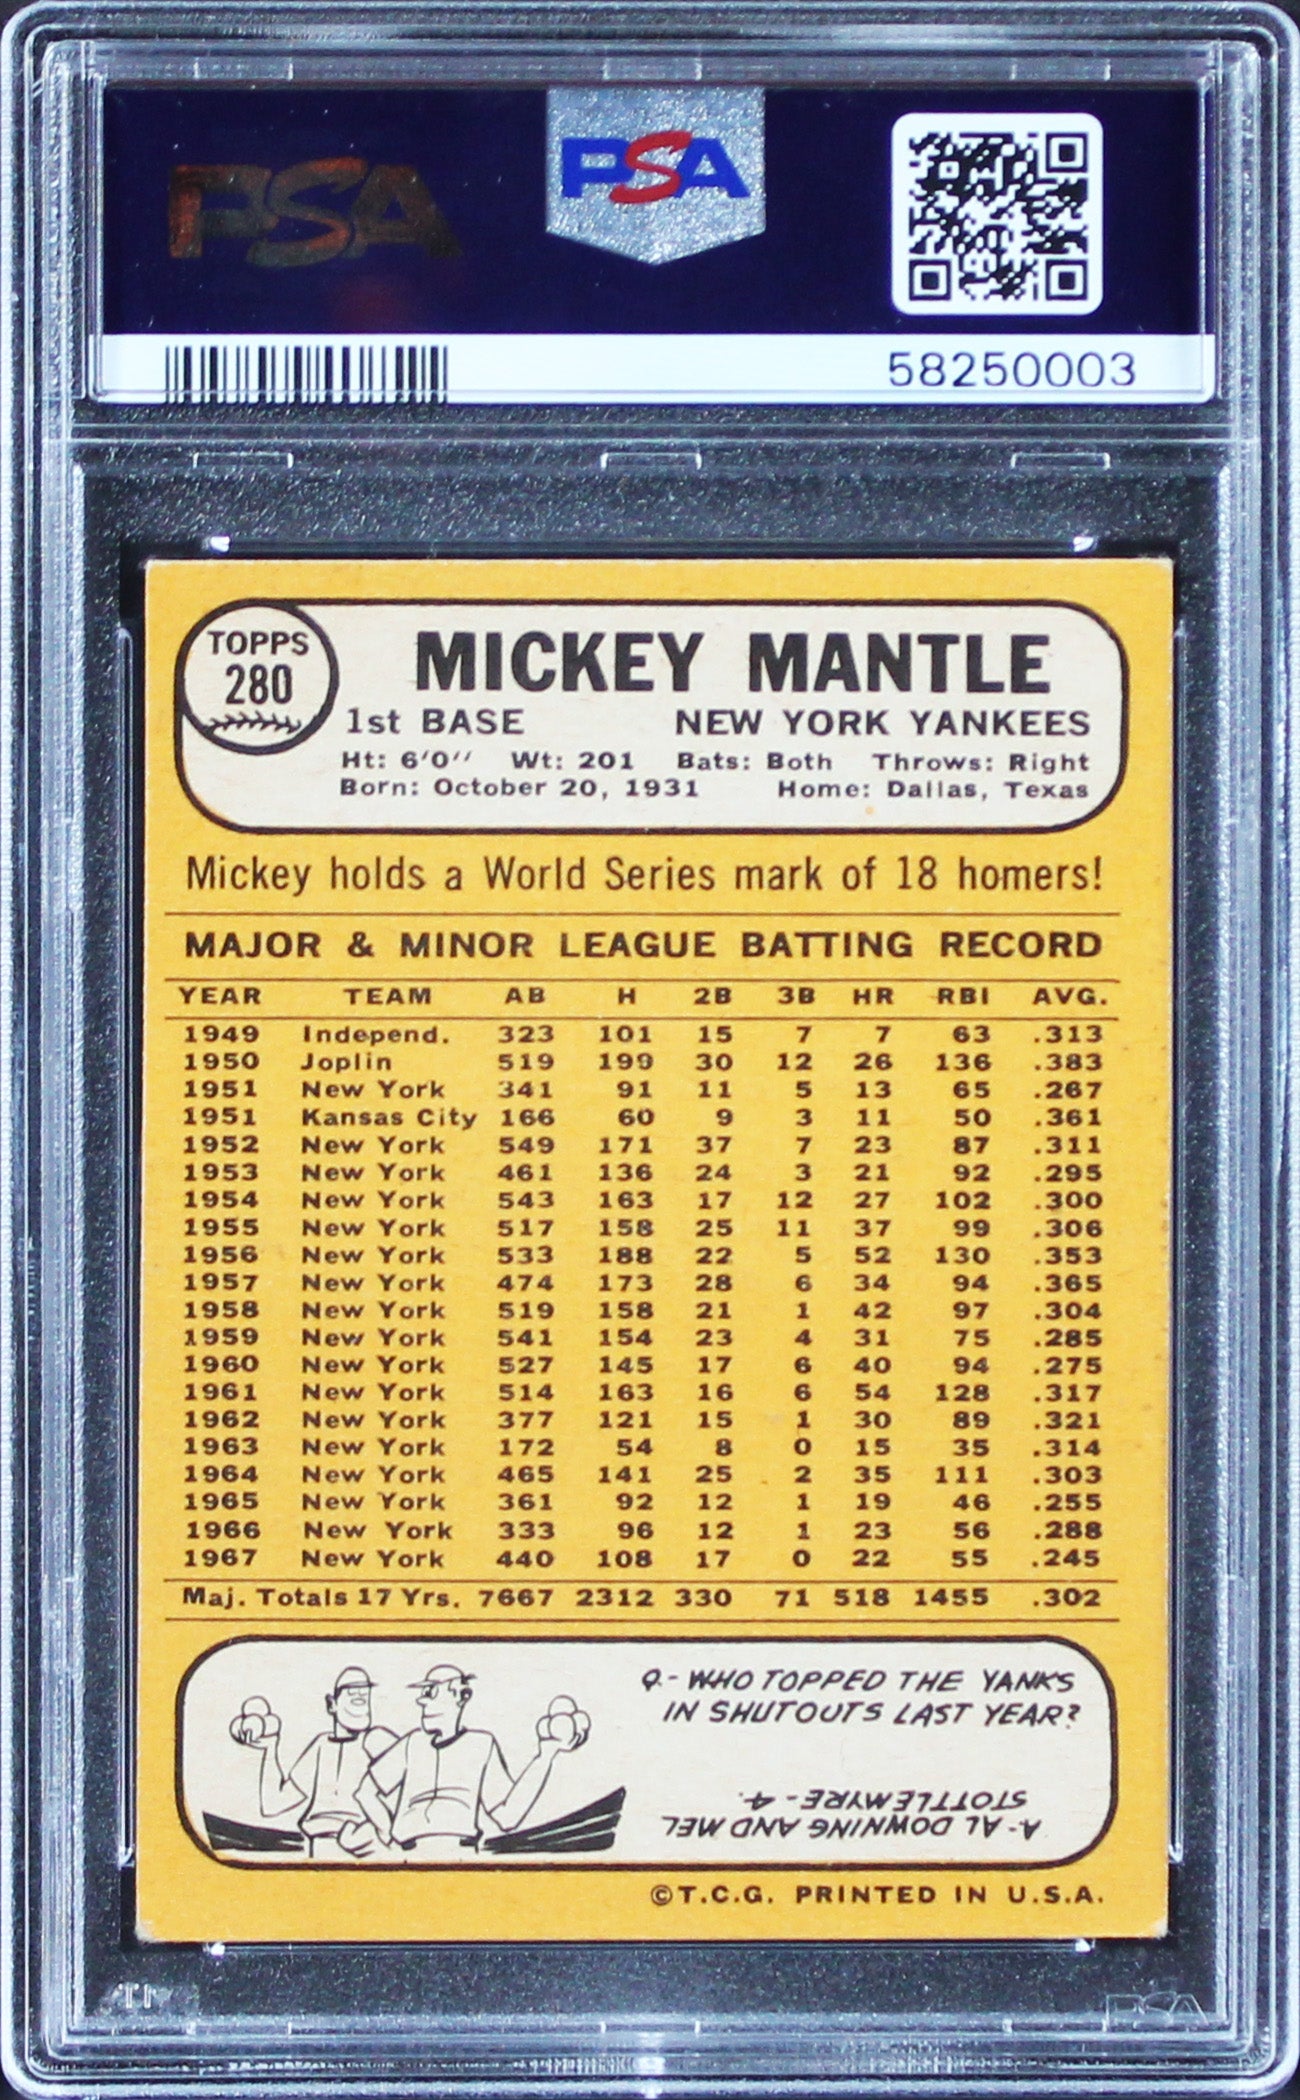 PSA
PSA
58250003
TOPPS
280
MICKEY MANTLE
1st BASE NEW YORK YANKEES
Ht: 6'0" Wt: 201 Bats: Both Throws: Right
Born: October 20, 1931 Home: Dallas, Texas
Mickey holds a World Series mark of 18 homers!
MAJOR & MINOR LEAGUE BATTING RECORD
YEAR TEAM AB H 2B 3B HR RBI AVG.
1949 Independ. 323 101 15 7 7 63 .313
1950 Joplin 519 199 30 12 26 136 .383
1951 New York 341 91 11 5 13 65 .267
1951 Kansas City 166 60 9 3 11 50 .361
1952 New York 549 171 37 7 23 87 .311
1953 New York 461 136 24 3 21 92 .295
1954 New York 543 163 17 12 27 102 .300
1955 New York 517 158 25 11 37 99 .306
1956 New York 533 188 22 5 52 130 .353
1957 New York 474 173 28 6 34 94 .365
1958 New York 519 158 21 1 42 97 .304
1959 New York 541 154 23 4 31 75 .285
1960 New York 527 145 17 6 40 94 .275
1961 New York 514 163 16 6 54 128 .317
1962 New York 377 121 15 1 30 89 .321
1963 New York 172 54 8 0 15 35 .314
1964 New York 465 141 25 2 35 111 .303
1965 New York 361 92 12 1 19 46 .255
1966 New York 333 96 12 1 23 56 .288
1967 New York 440 108 17 0 22 55 .245
Maj. Totals 17 Yrs. 7667 2312 330 71 518 1455 .302
Q - WHO TOPPED THE YANKS
IN SHUTOUTS LAST YEAR?
A - AL DOWNING AND MEL
STOTTLEMYRE - 4.
©T.C.G. PRINTED IN U.S.A.
PSA